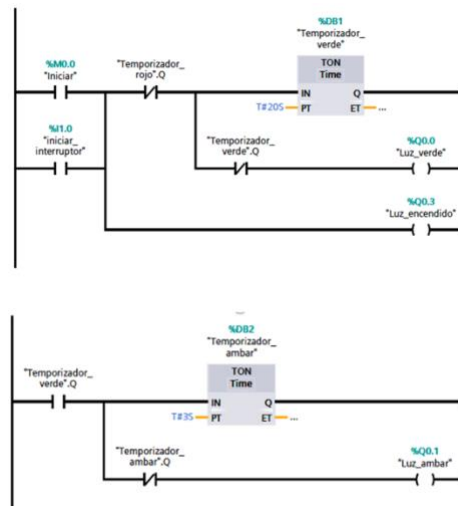 %DB1
"Temporizador_
verde"
%M0.0
"Iniciar"
"Temporizador_
rojo".Q
TON
Time
IN
Q
T#20S
PT
ET
...
%I1.0
"iniciar_
interruptor"
"Temporizador_
verde".Q
%Q0.0
"Luz_verde"
%Q0.3
"Luz_encendido"
%DB2
"Temporizador_
ambar"
"Temporizador_
verde".Q
TON
Time
IN
Q
T#3S
PT
ET
...
"Temporizador_
ambar".Q
%Q0.1
"Luz_ambar"